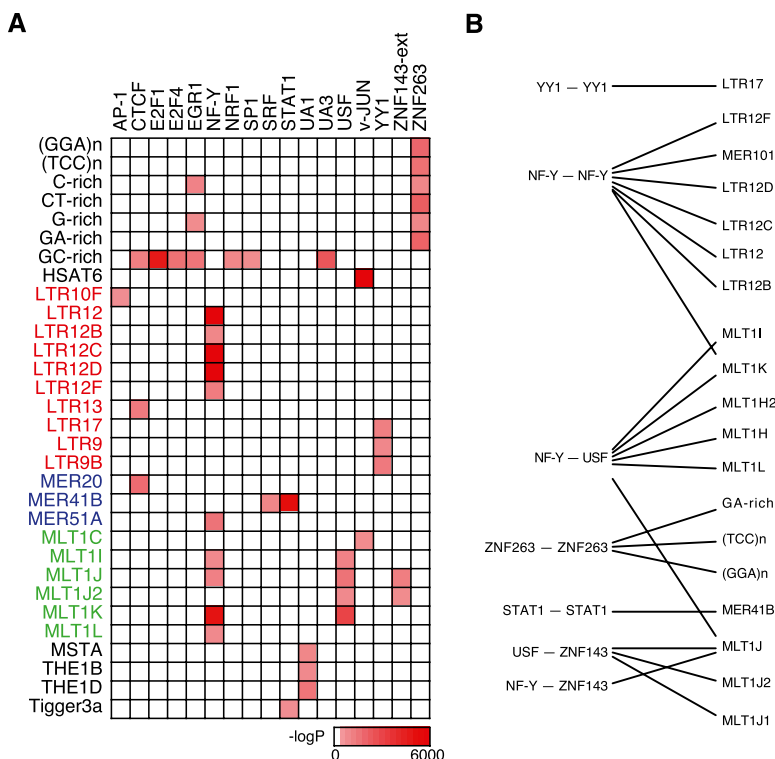 A
AP-1
CTCF
E2F1
E2F4
EGR1
NF-Y
NRF1
SP1
SRF
STAT1
UA1
UA3
USF
v-JUN
YY1
ZNF143-ext
ZNF263
(GGA)n
(TCC)n
C-rich
CT-rich
G-rich
GA-rich
GC-rich
HSAT6
LTR10F
LTR12
LTR12B
LTR12C
LTR12D
LTR12F
LTR13
LTR17
LTR9
LTR9B
MER20
MER41B
MER51A
MLT1C
MLT1I
MLT1J
MLT1J2
MLT1K
MLT1L
MSTA
THE1B
THE1D
Tigger3a
-logP
0 6000
B
YY1 – YY1
NF-Y – NF-Y
NF-Y – USF
ZNF263 – ZNF263
STAT1 – STAT1
USF – ZNF143
NF-Y – ZNF143
LTR17
LTR12F
MER101
LTR12D
LTR12C
LTR12
LTR12B
MLT1I
MLT1K
MLT1H2
MLT1H
MLT1L
GA-rich
(TCC)n
(GGA)n
MER41B
MLT1J
MLT1J2
MLT1J1